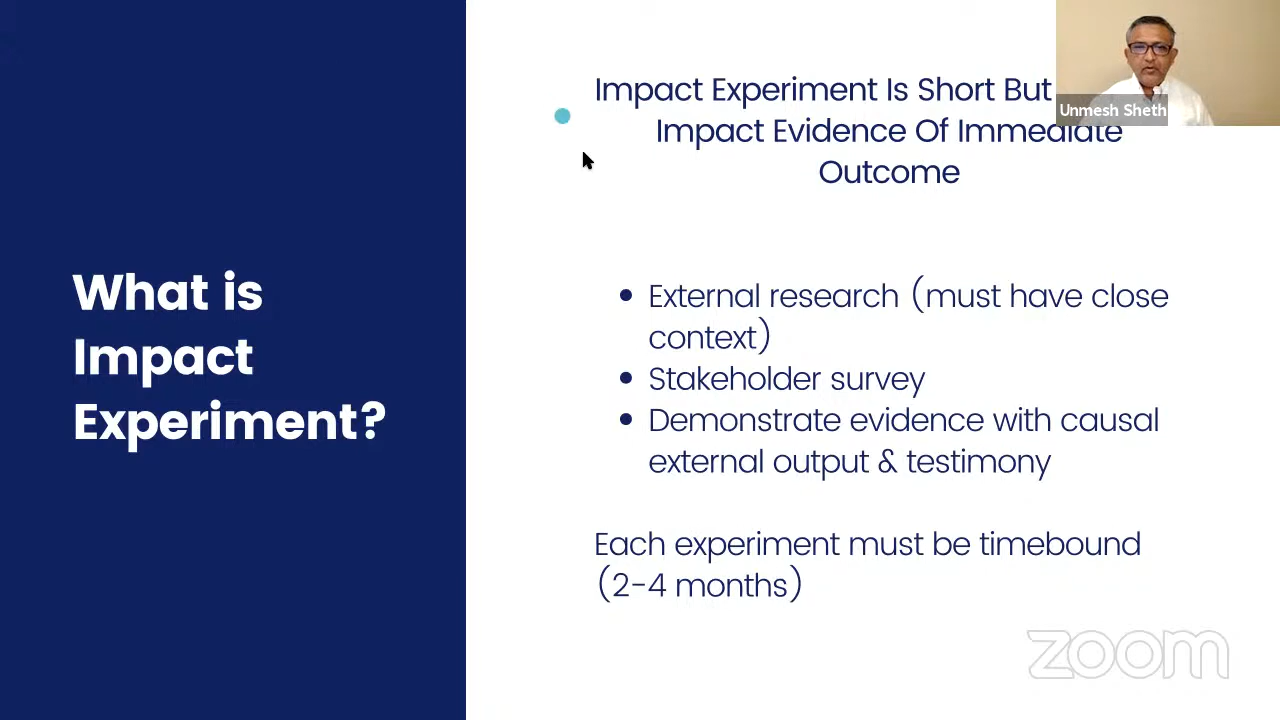 What is
Impact
Experiment?
Impact Experiment Is Short But
Impact Evidence Of Immediate
Outcome
Unmesh Sheth
• External research (must have close
context)
• Stakeholder survey
• Demonstrate evidence with causal
external output & testimony
Each experiment must be timebound
(2-4 months)
zoom